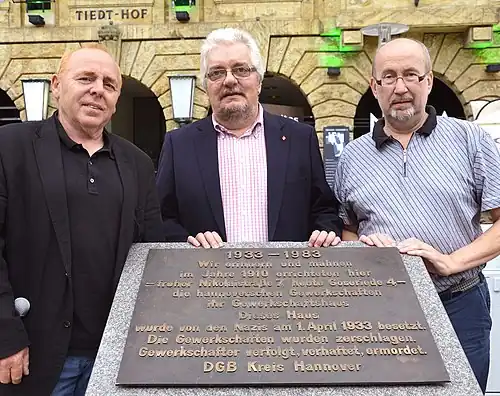 TIEDT-HOF
1933 – 1983
Wir erinnern und mahnen
im Jahre 1910 errichteten hier
– früher Nikolaistraße 7 heute Goseriede 4 –
die hannoverschen Gewerkschaften
ihr Gewerkschaftshaus
Dieses Haus
wurde von den Nazis am 1. April 1933 besetzt.
Die Gewerkschaften wurden zerschlagen.
Gewerkschafter verfolgt, verhaftet, ermordet.
DGB Kreis Hannover